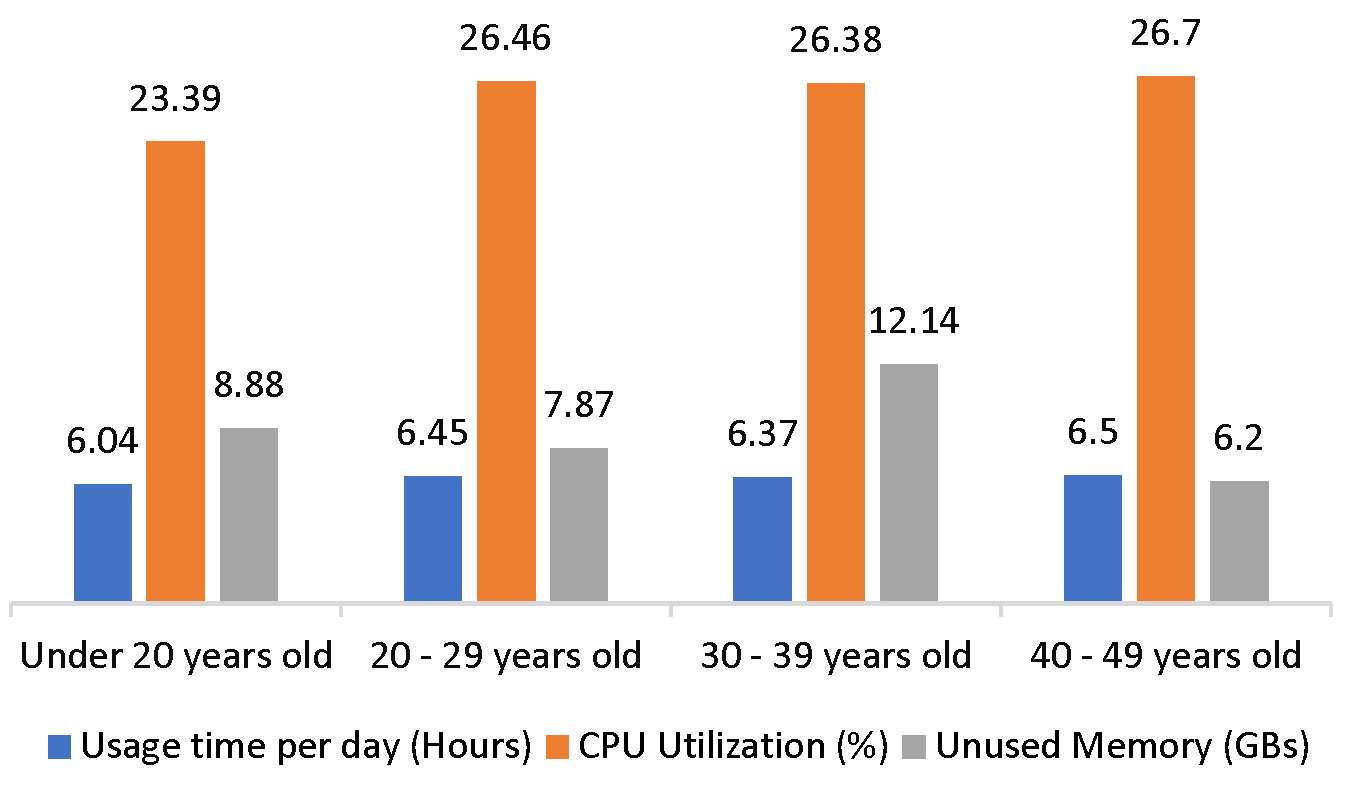 26.46
26.38
26.7
23.39
12.14
8.88
7.87
6.04
6.45
6.37
6.5
6.2
Under 20 years old
20 - 29 years old
30 - 39 years old
40 - 49 years old
Usage time per day (Hours)
CPU Utilization (%)
Unused Memory (GBs)